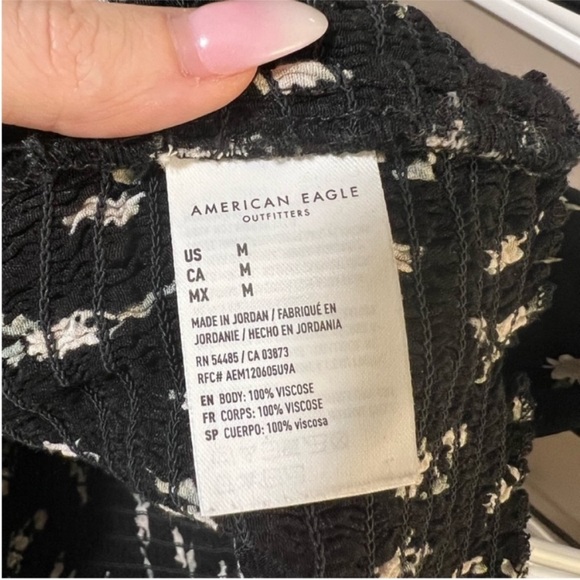 AMERICAN EAGLE
OUTFITTERS
US M
CA M
MX M
MADE IN JORDAN / FABRIQUÉ EN
JORDANIE / HECHO EN JORDANIA
RN 54485 / CA 03873
RFC# AEM120605U9A
EN BODY: 100% VISCOSE
FR CORPS: 100% VISCOSE
SP CUERPO: 100% viscosa